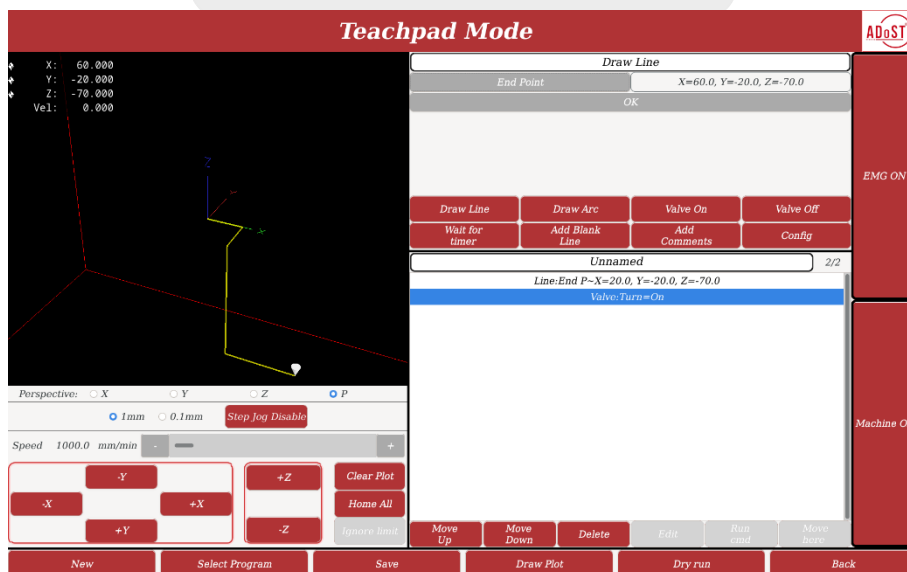 Teachpad Mode
ADOST
X: 60.000
Y: -20.000
Z: -70.000
Vel: 0.000
Z
Y
X
Perspective: X Y Z P
1mm 0.1mm Step Jog Disable
Speed 1000.0 mm/min - +
-Y
-X +X
+Y
+Z
-Z
Clear Plot
Home All
Ignore limit
Draw Line
End Point X=60.0, Y=-20.0, Z=-70.0
OK
Draw Line Draw Arc Valve On Valve Off
Wait for timer Add Blank Line Add Comments Config
Unnamed 2/2
Line:End P~X=20.0, Y=-20.0, Z=-70.0
Valve:Turn=On
Move Up Move Down Delete Edit Run cmd Move here
EMG ON
Machine O
New Select Program Save Draw Plot Dry run Back